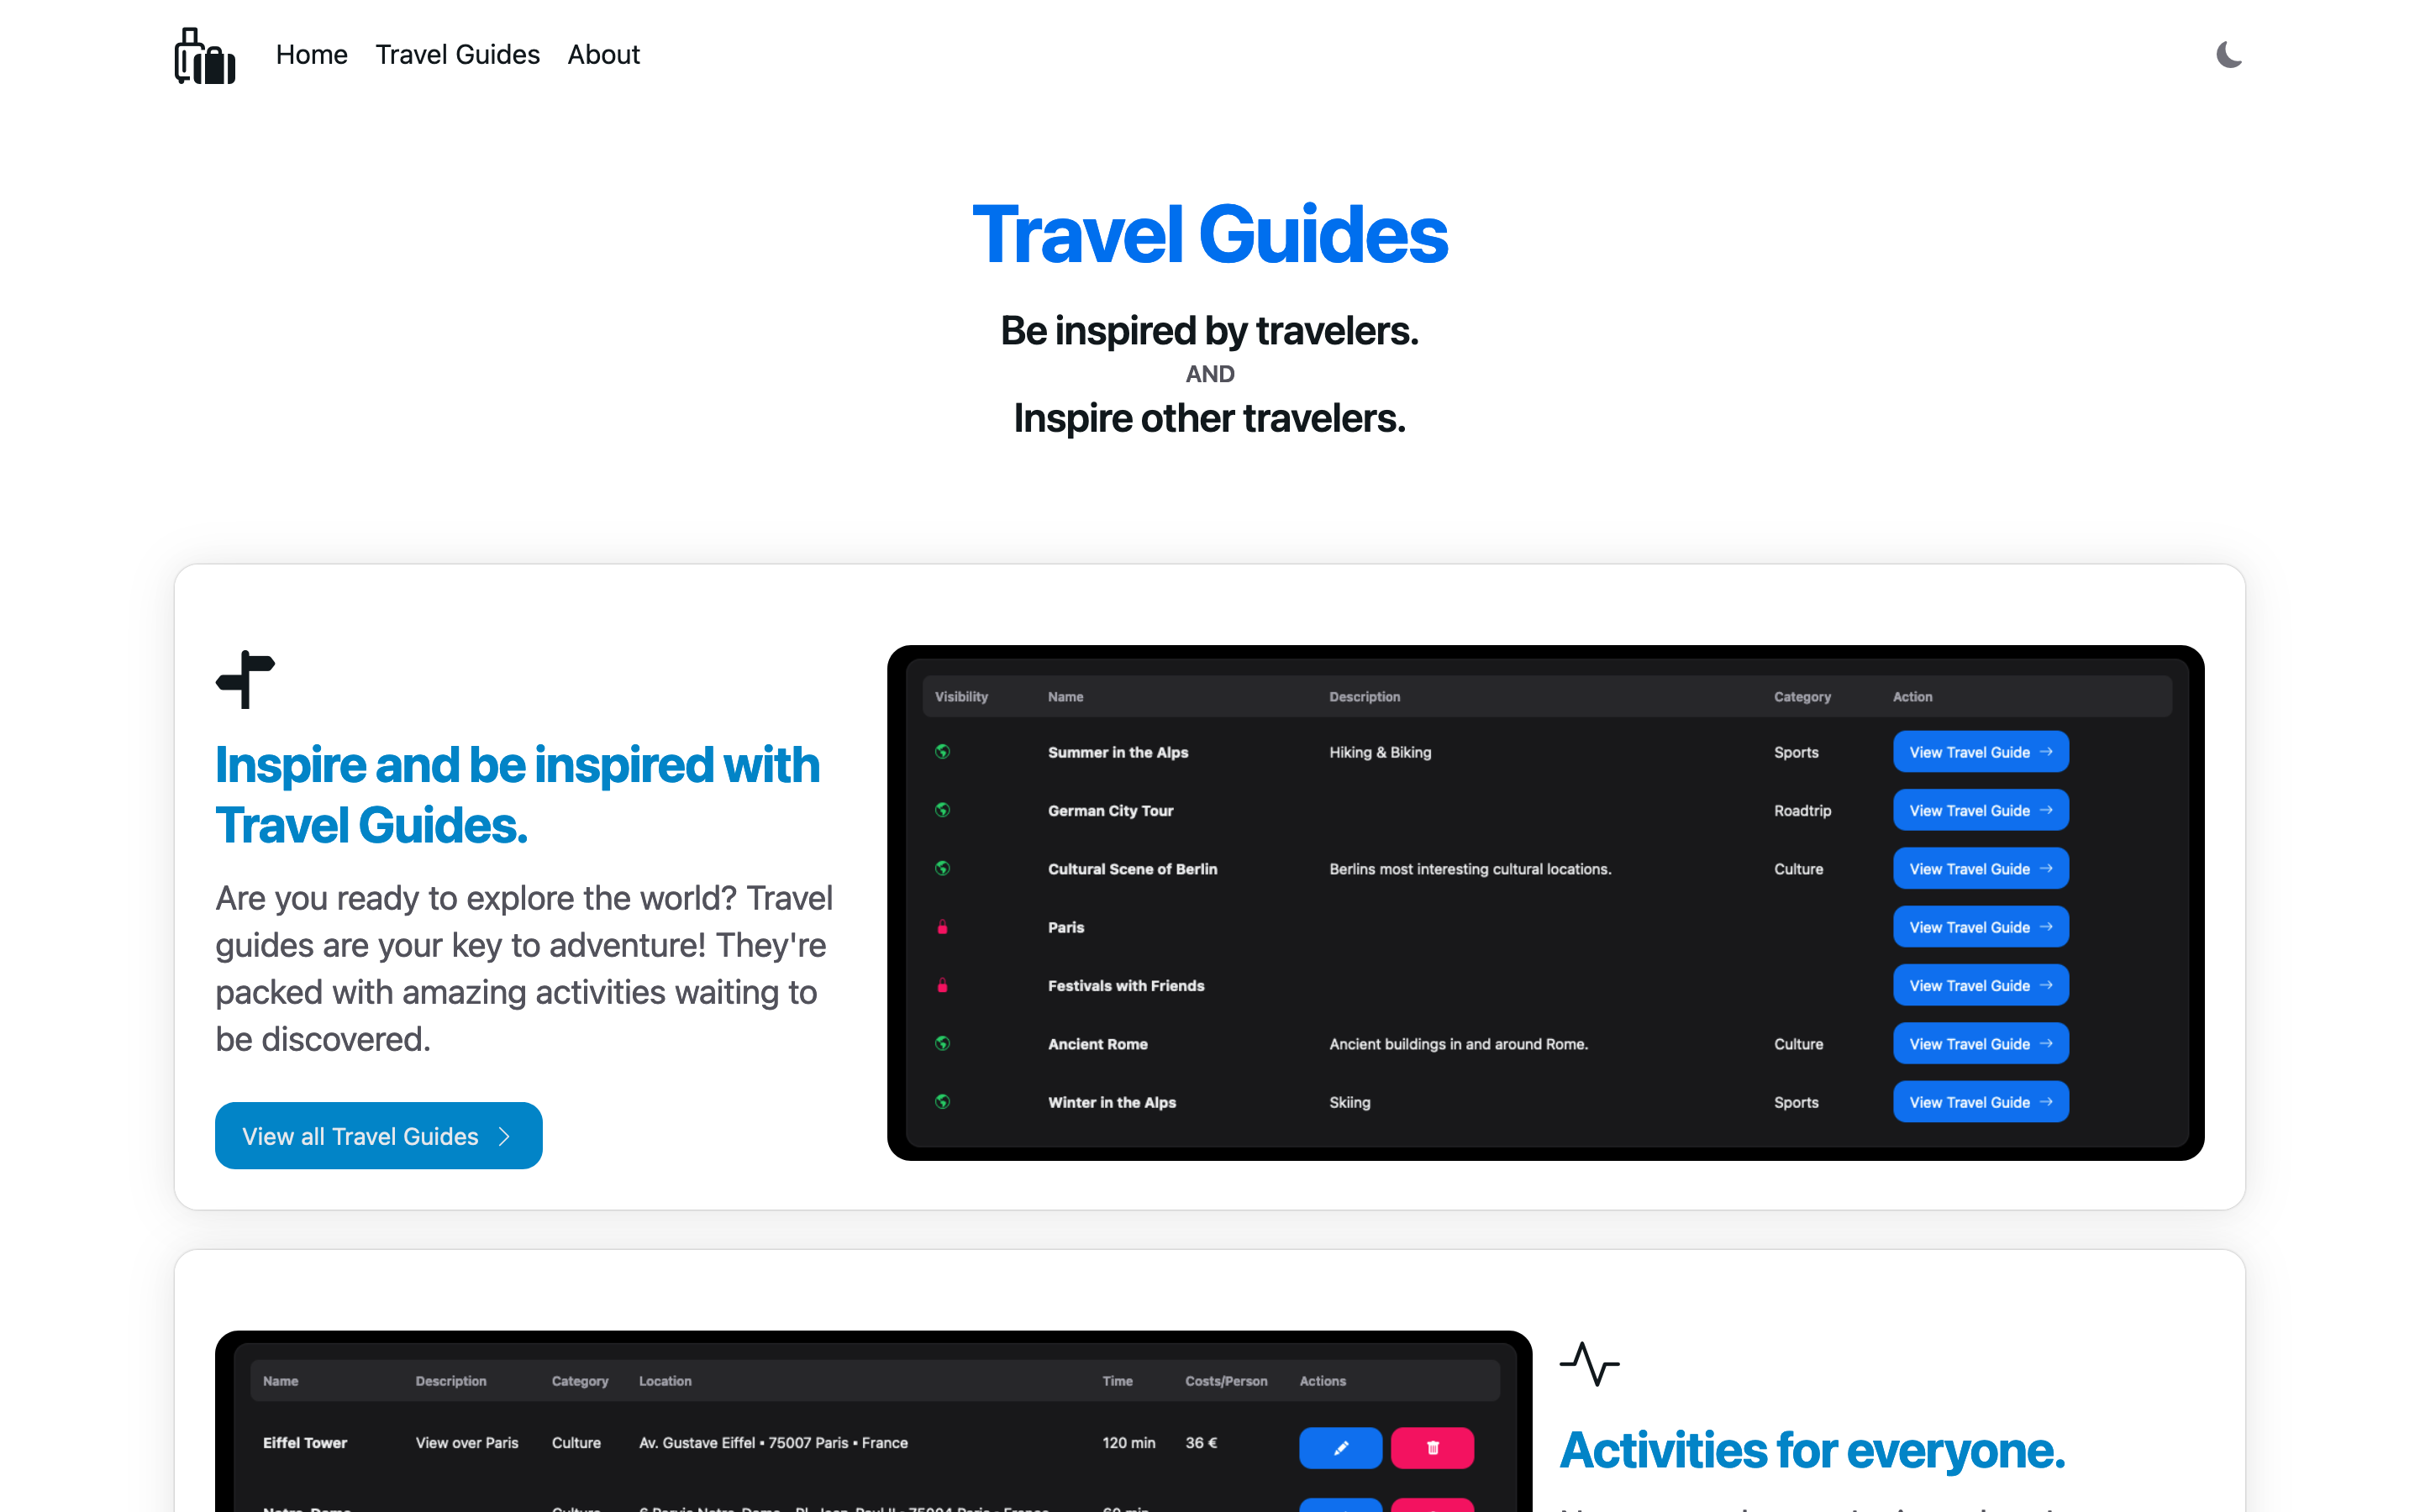 Home Travel Guides About
Travel Guides
Be inspired by travelers.
AND
Inspire other travelers.
Inspire and be inspired with
Travel Guides.
Are you ready to explore the world? Travel
guides are your key to adventure! They're
packed with amazing activities waiting to
be discovered.
View all Travel Guides
Visibility Name Description Category Action
Summer in the Alps Hiking & Biking Sports View Travel Guide →
German City Tour Roadtrip View Travel Guide →
Cultural Scene of Berlin Berlins most interesting cultural locations. Culture View Travel Guide →
Paris View Travel Guide →
Festivals with Friends View Travel Guide →
Ancient Rome Ancient buildings in and around Rome. Culture View Travel Guide →
Winter in the Alps Skiing Sports View Travel Guide →
Name Description Category Location Time Costs/Person Actions
Eiffel Tower View over Paris Culture Av. Gustave Eiffel • 75007 Paris • France 120 min 36 €
Activities for everyone.